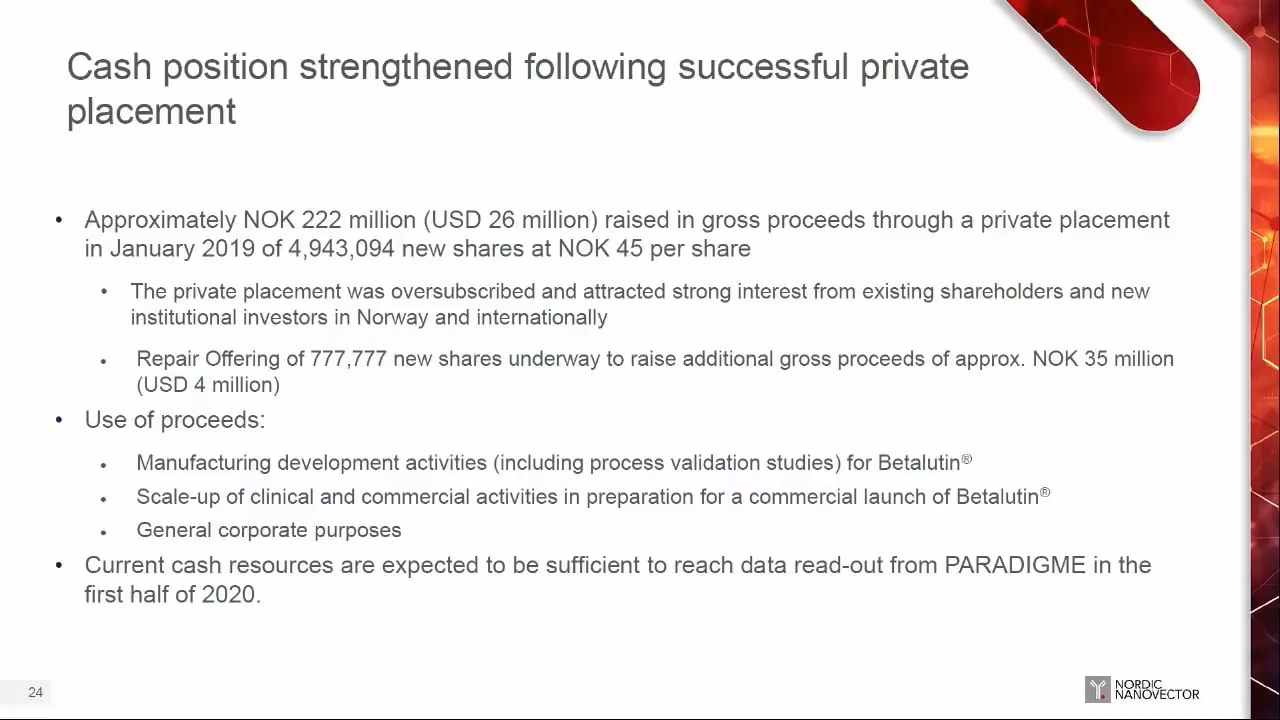 Cash position strengthened following successful private
placement
• Approximately NOK 222 million (USD 26 million) raised in gross proceeds through a private placement
in January 2019 of 4,943,094 new shares at NOK 45 per share
• The private placement was oversubscribed and attracted strong interest from existing shareholders and new
institutional investors in Norway and internationally
• Repair Offering of 777,777 new shares underway to raise additional gross proceeds of approx. NOK 35 million
(USD 4 million)
• Use of proceeds:
• Manufacturing development activities (including process validation studies) for Betalutin®
• Scale-up of clinical and commercial activities in preparation for a commercial launch of Betalutin®
• General corporate purposes
• Current cash resources are expected to be sufficient to reach data read-out from PARADIGME in the
first half of 2020.
24
NORDIC
NANOVECTOR